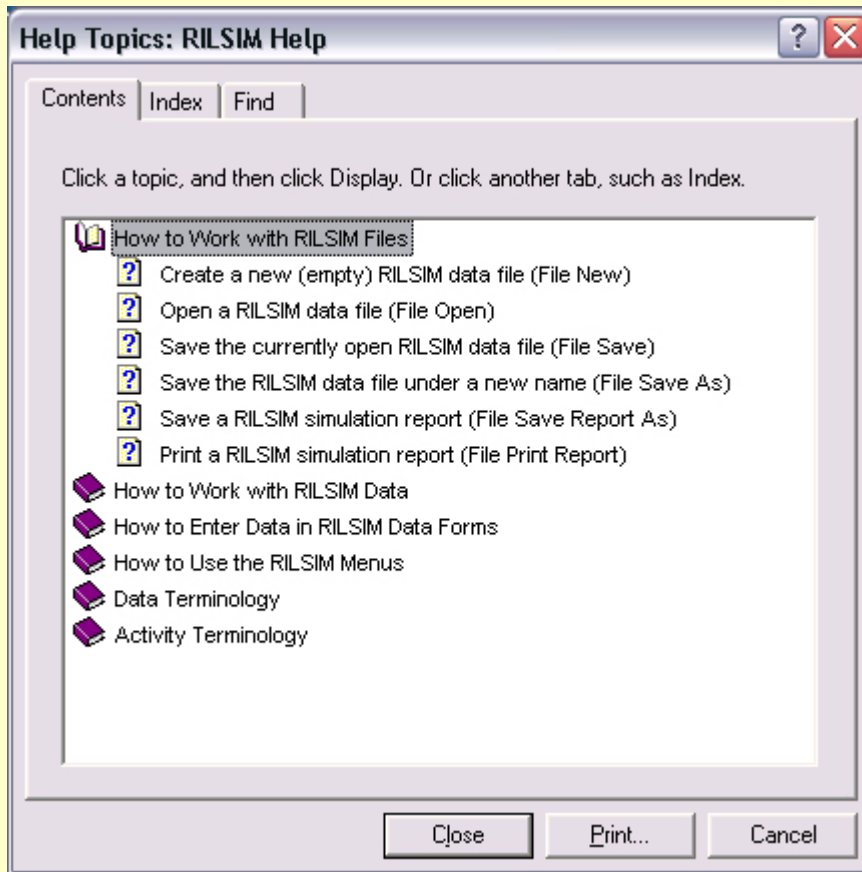 Help Topics: RILSIM Help
Contents Index Find
Click a topic, and then click Display. Or click another tab, such as Index.
How to Work with RILSIM Files
? Create a new (empty) RILSIM data file (File New)
? Open a RILSIM data file (File Open)
? Save the currently open RILSIM data file (File Save)
? Save the RILSIM data file under a new name (File Save As)
? Save a RILSIM simulation report (File Save Report As)
? Print a RILSIM simulation report (File Print Report)
How to Work with RILSIM Data
How to Enter Data in RILSIM Data Forms
How to Use the RILSIM Menus
Data Terminology
Activity Terminology
Close Print... Cancel